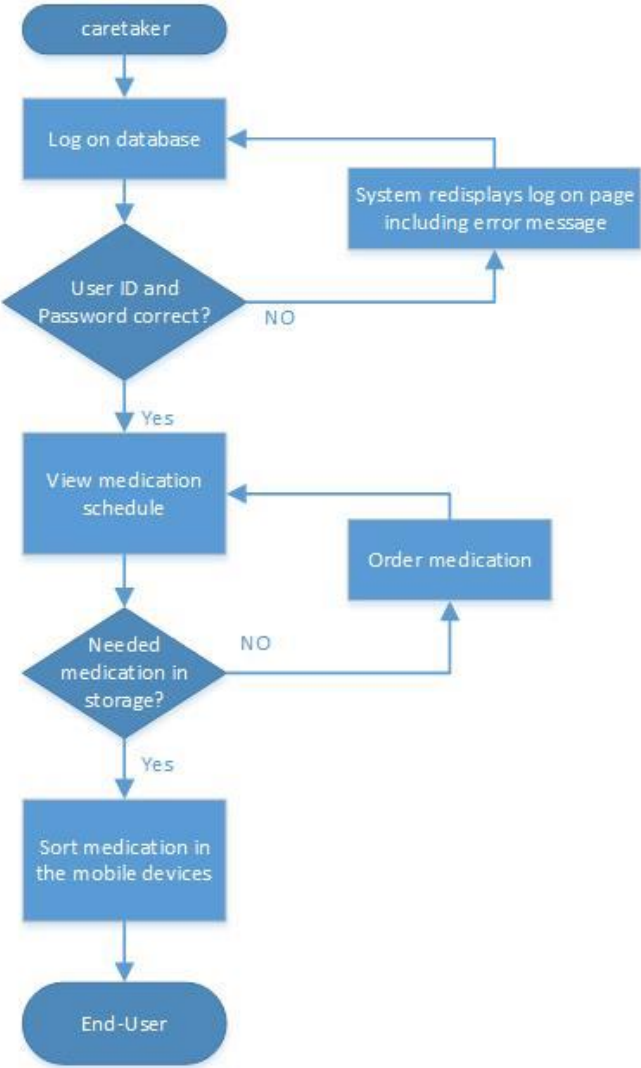 caretaker
Log on database
System redisplays log on page
including error message
User ID and
Password correct?
NO
Yes
View medication
schedule
Order medication
Needed
medication in
storage?
NO
Yes
Sort medication in
the mobile devices
End-User